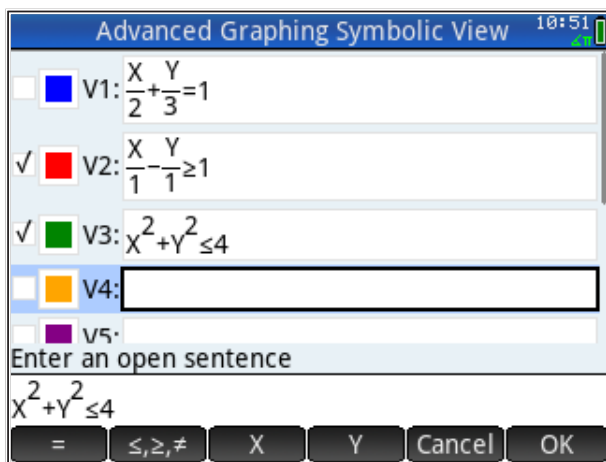 Advanced Graphing Symbolic View 10:51
∡π
V1: X/2+Y/3=1
√ V2: X/1−Y/1≥1
√ V3: X²+Y²≤4
V4:
V5:
Enter an open sentence
X²+Y²≤4
= ≤,≥,≠ X Y Cancel OK